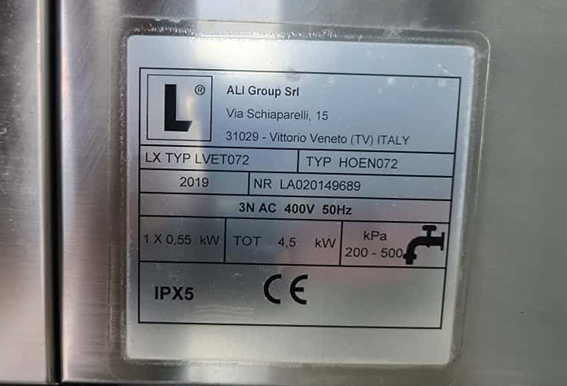 L ®
ALI Group Srl
Via Schiaparelli, 15
31029 - Vittorio Veneto (TV) ITALY
LX TYP LVET072 TYP HOEN072
2019 NR LA020149689
3N AC 400V 50Hz
1 X 0,55 kW TOT 4,5 kW kPa 200 - 500
IPX5 CE